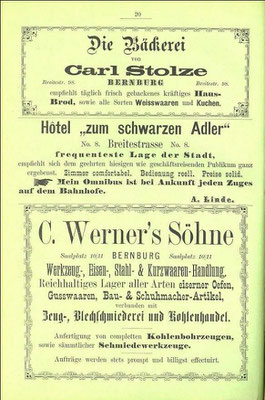 20
Die Bäckerei
von
Carl Stolze
Breitestr. 98. BERNBURG Breitestr. 98.
empfiehlt täglich frisch gebackenes kräftiges Haus-
Brod, sowie alle Sorten Weisswaaren und Kuchen.
Hôtel „zum schwarzen Adler“
No. 8. Breitestrasse No. 8.
frequenteste Lage der Stadt,
empfiehlt sich dem geehrten hiesigen wie geschäftsreisenden Publikum ganz
ergebenst. Zimmer comfortabel. Bedienung reell. Preise solid.
Mein Omnibus ist bei Ankunft jeden Zuges
auf dem Bahnhofe.
A. Linde.
C. Werner's Söhne
Saalplatz 10/11 BERNBURG Saalplatz 10/11
Werkzeug-, Eisen-, Stahl- & Kurzwaaren-Handlung,
Reichhaltiges Lager aller Arten eiserner Oefen,
Gusswaaren, Bau- & Schuhmacher-Artikel,
verbunden mit
Zeug-, Blechschmiederei und Kohlenhandel.
Anfertigung von completten Kohlenbohrzeugen,
sowie sämmtlicher Schmiedewerkzeuge.
Aufträge werden stets prompt und billigst effectuirt.